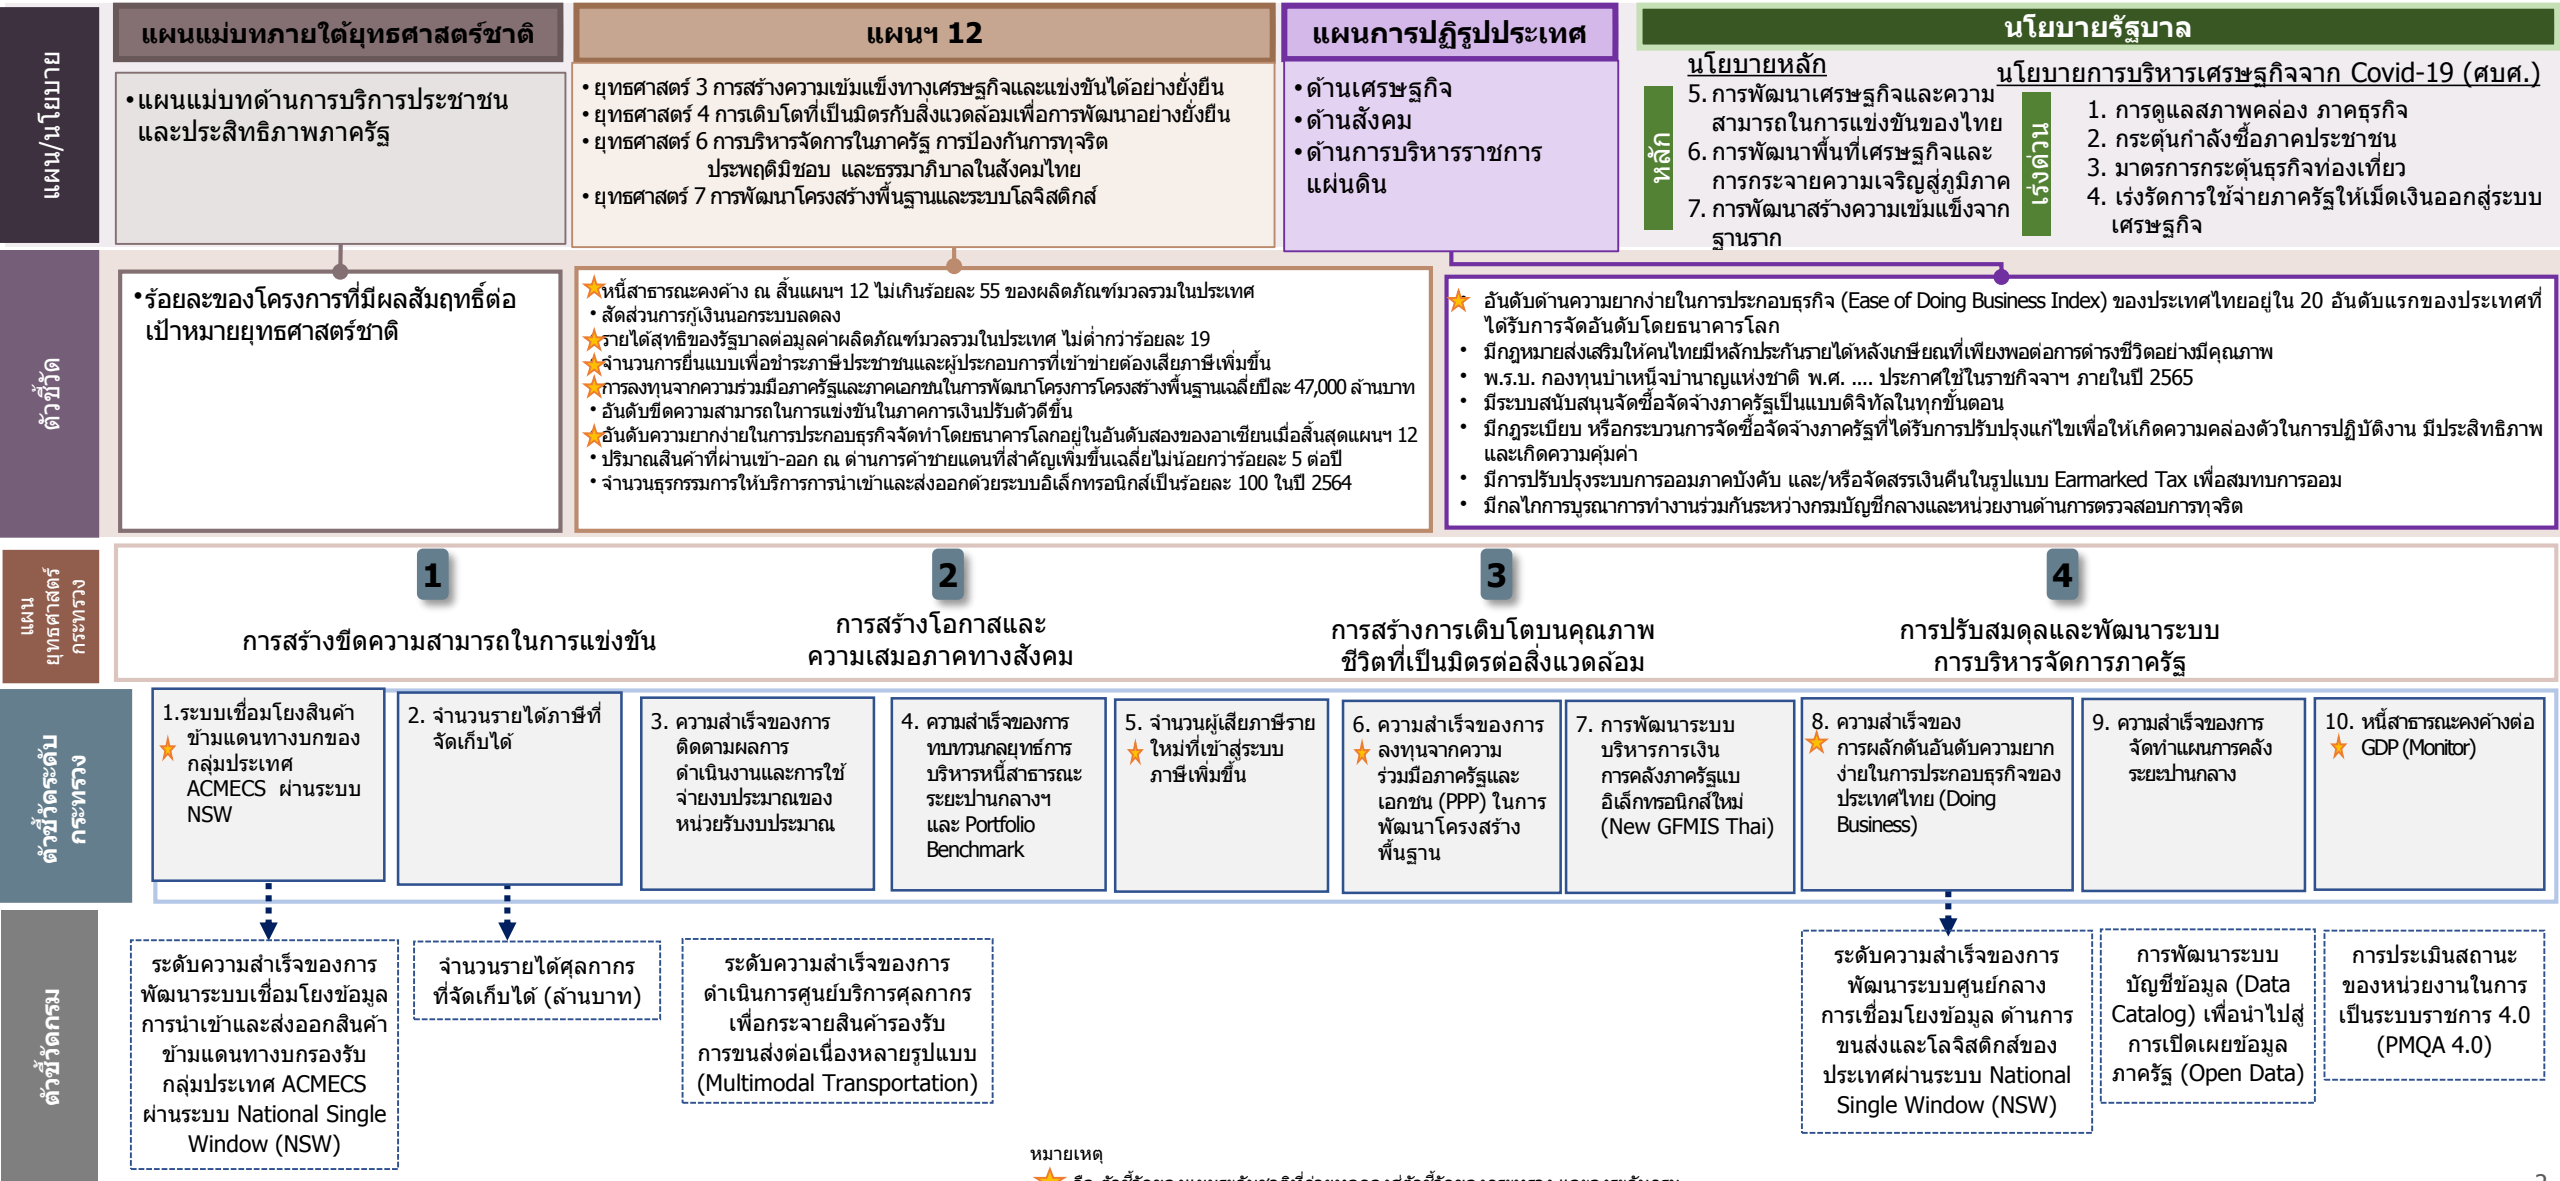 แผน/นโยบาย
แผนแม่บทภายใต้ยุทธศาสตร์ชาติ
•แผนแม่บทด้านการบริการประชาชน
และประสิทธิภาพภาครัฐ
แผนฯ 12
• ยุทธศาสตร์ 3 การสร้างความเข้มแข็งทางเศรษฐกิจและแข่งขันได้อย่างยั่งยืน
• ยุทธศาสตร์ 4 การเติบโตที่เป็นมิตรกับสิ่งแวดล้อมเพื่อการพัฒนาอย่างยั่งยืน
• ยุทธศาสตร์ 6 การบริหารจัดการในภาครัฐ การป้องกันการทุจริต
ประพฤติมิชอบ และธรรมาภิบาลในสังคมไทย
• ยุทธศาสตร์ 7 การพัฒนาโครงสร้างพื้นฐานและระบบโลจิสติกส์
แผนการปฏิรูปประเทศ
•ด้านเศรษฐกิจ
•ด้านสังคม
•ด้านการบริหารราชการ
แผ่นดิน
นโยบายรัฐบาล
นโยบายหลัก
หลัก
5. การพัฒนาเศรษฐกิจและความ
สามารถในการแข่งขันของไทย
6. การพัฒนาพื้นที่เศรษฐกิจและ
การกระจายความเจริญสู่ภูมิภาค
7. การพัฒนาสร้างความเข้มแข็งจาก
ฐานราก
นโยบายการบริหารเศรษฐกิจจาก Covid-19 (ศบศ.)
เร่งด่วน
1. การดูแลสภาพคล่อง ภาคธุรกิจ
2. กระตุ้นกำลังซื้อภาคประชาชน
3. มาตรการกระตุ้นธุรกิจท่องเที่ยว
4. เร่งรัดการใช้จ่ายภาครัฐให้เม็ดเงินออกสู่ระบบ
เศรษฐกิจ
ตัวชี้วัด
•ร้อยละของโครงการที่มีผลสัมฤทธิ์ต่อ
เป้าหมายยุทธศาสตร์ชาติ
หนี้สาธารณะคงค้าง ณ สิ้นแผนฯ 12 ไม่เกินร้อยละ 55 ของผลิตภัณฑ์มวลรวมในประเทศ
• สัดส่วนการกู้เงินนอกระบบลดลง
รายได้สุทธิของรัฐบาลต่อมูลค่าผลิตภัณฑ์มวลรวมในประเทศ ไม่ต่ำกว่าร้อยละ 19
จำนวนการยื่นแบบเพื่อชำระภาษีประชาชนและผู้ประกอบการที่เข้าข่ายต้องเสียภาษีเพิ่มขึ้น
การลงทุนจากความร่วมมือภาครัฐและภาคเอกชนในการพัฒนาโครงการโครงสร้างพื้นฐานเฉลี่ยปีละ 47,000 ล้านบาท
• อันดับขีดความสามารถในการแข่งขันในภาคการเงินปรับตัวดีขึ้น
อันดับความยากง่ายในการประกอบธุรกิจจัดทำโดยธนาคารโลกอยู่ในอันดับสองของอาเซียนเมื่อสิ้นสุดแผนฯ 12
• ปริมาณสินค้าที่ผ่านเข้า-ออก ณ ด่านการค้าชายแดนที่สำคัญเพิ่มขึ้นเฉลี่ยไม่น้อยกว่าร้อยละ 5 ต่อปี
• จำนวนธุรกรรมการให้บริการการนำเข้าและส่งออกด้วยระบบอิเล็กทรอนิกส์เป็นร้อยละ 100 ในปี 2564
อันดับด้านความยากง่ายในการประกอบธุรกิจ (Ease of Doing Business Index) ของประเทศไทยอยู่ใน 20 อันดับแรกของประเทศที่
ได้รับการจัดอันดับโดยธนาคารโลก
• มีกฎหมายส่งเสริมให้คนไทยมีหลักประกันรายได้หลังเกษียณที่เพียงพอต่อการดำรงชีวิตอย่างมีคุณภาพ
• พ.ร.บ. กองทุนบำเหน็จบำนาญแห่งชาติ พ.ศ. .... ประกาศใช้ในราชกิจจาฯ ภายในปี 2565
• มีระบบสนับสนุนจัดซื้อจัดจ้างภาครัฐเป็นแบบดิจิทัลในทุกขั้นตอน
• มีกฎระเบียบ หรือกระบวนการจัดซื้อจัดจ้างภาครัฐที่ได้รับการปรับปรุงแก้ไขเพื่อให้เกิดความคล่องตัวในการปฏิบัติงาน มีประสิทธิภาพ
และเกิดความคุ้มค่า
• มีการปรับปรุงระบบการออมภาคบังคับ และ/หรือจัดสรรเงินคืนในรูปแบบ Earmarked Tax เพื่อสมทบการออม
• มีกลไกการบูรณาการทำงานร่วมกันระหว่างกรมบัญชีกลางและหน่วยงานด้านการตรวจสอบการทุจริต
แผน
ยุทธศาสตร์
กระทรวง
1
การสร้างขีดความสามารถในการแข่งขัน
2
การสร้างโอกาสและ
ความเสมอภาคทางสังคม
3
การสร้างการเติบโตบนคุณภาพ
ชีวิตที่เป็นมิตรต่อสิ่งแวดล้อม
4
การปรับสมดุลและพัฒนาระบบ
การบริหารจัดการภาครัฐ
ตัวชี้วัดระดับ
กระทรวง
1.ระบบเชื่อมโยงสินค้า
ข้ามแดนทางบกของ
กลุ่มประเทศ
ACMECS ผ่านระบบ
NSW
2. จำนวนรายได้ภาษีที่
จัดเก็บได้
3. ความสำเร็จของการ
ติดตามผลการ
ดำเนินงานและการใช้
จ่ายงบประมาณของ
หน่วยรับงบประมาณ
4. ความสำเร็จของการ
ทบทวนกลยุทธ์การ
บริหารหนี้สาธารณะ
ระยะปานกลางฯ
และ Portfolio
Benchmark
5. จำนวนผู้เสียภาษีราย
ใหม่ที่เข้าสู่ระบบ
ภาษีเพิ่มขึ้น
6. ความสำเร็จของการ
ลงทุนจากความ
ร่วมมือภาครัฐและ
เอกชน (PPP) ในการ
พัฒนาโครงสร้าง
พื้นฐาน
7. การพัฒนาระบบ
บริหารการเงิน
การคลังภาครัฐแบ
อิเล็กทรอนิกส์ใหม่
(New GFMIS Thai)
8. ความสำเร็จของ
การผลักดันอันดับความยาก
ง่ายในการประกอบธุรกิจของ
ประเทศไทย (Doing
Business)
9. ความสำเร็จของการ
จัดทำแผนการคลัง
ระยะปานกลาง
10. หนี้สาธารณะคงค้างต่อ
GDP (Monitor)
ตัวชี้วัดกรม
ระดับความสำเร็จของการ
พัฒนาระบบเชื่อมโยงข้อมูล
การนำเข้าและส่งออกสินค้า
ข้ามแดนทางบกรองรับ
กลุ่มประเทศ ACMECS
ผ่านระบบ National Single
Window (NSW)
จำนวนรายได้ศุลกากร
ที่จัดเก็บได้ (ล้านบาท)
ระดับความสำเร็จของการ
ดำเนินการศูนย์บริการศุลกากร
เพื่อกระจายสินค้ารองรับ
การขนส่งต่อเนื่องหลายรูปแบบ
(Multimodal Transportation)
ระดับความสำเร็จของการ
พัฒนาระบบศูนย์กลาง
การเชื่อมโยงข้อมูล ด้านการ
ขนส่งและโลจิสติกส์ของ
ประเทศผ่านระบบ National
Single Window (NSW)
การพัฒนาระบบ
บัญชีข้อมูล (Data
Catalog) เพื่อนำไปสู่
การเปิดเผยข้อมูล
ภาครัฐ (Open Data)
การประเมินสถานะ
ของหน่วยงานในการ
เป็นระบบราชการ 4.0
(PMQA 4.0)
หมายเหตุ